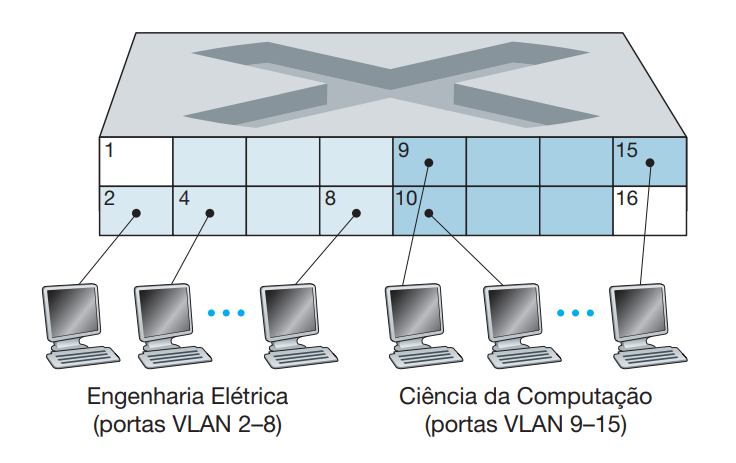 1
9
15
2
4
8
10
16
Engenharia Elétrica
(portas VLAN 2–8)
Ciência da Computação
(portas VLAN 9–15)